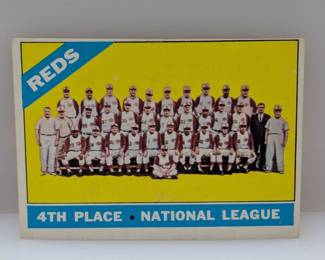 REDS
4TH PLACE • NATIONAL LEAGUE